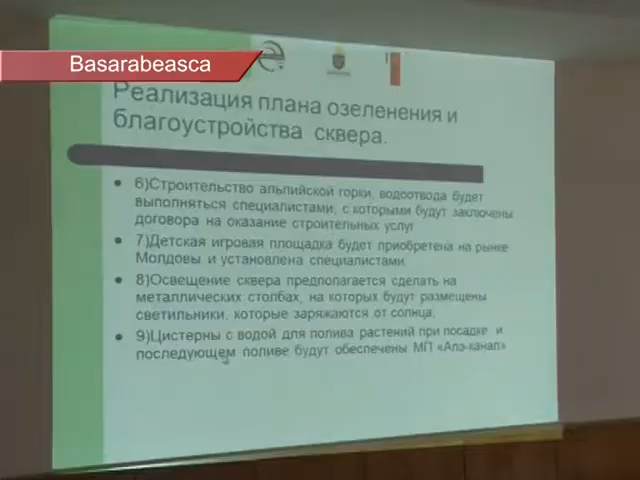 Basarabeasca
Реализация плана озеленения и
благоустройства сквера.
6)Строительство альпийской горки, водоотвода будет
выполняться специалистами, с которыми будут заключены
договора на оказание строительных услуг
7)Детская игровая площадка будет приобретена на рынке
Молдовы и установлена специалистами
8)Освещение сквера предполагается сделать на
металлических столбах, на которых будут размещены
светильники, которые заряжаются от солнца,
9)Цистерны с водой для полива растений при посадке и
последующем поливе будут обеспечены МП «Апэ-канал»